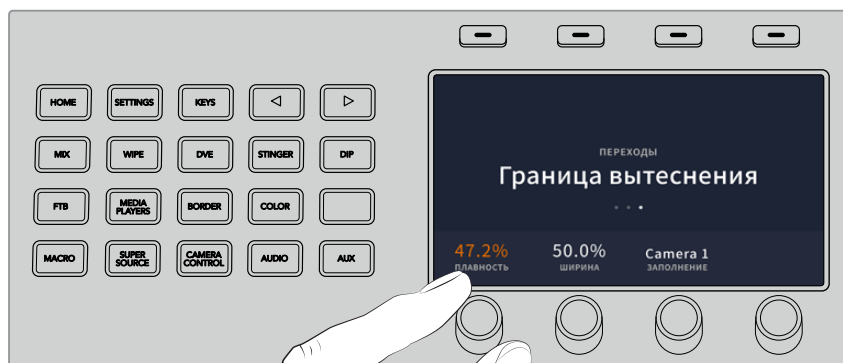 HOME SETTINGS KEYS
MIX WIPE DVE STINGER DIP
FTB MEDIA PLAYERS BORDER COLOR
MACRO SUPER SOURCE CAMERA CONTROL AUDIO AUX
ПЕРЕХОДЫ
Граница вытеснения
47.2% 50.0% Camera 1
ПЛАВНОСТЬ ШИРИНА ЗАПОЛНЕНИЕ